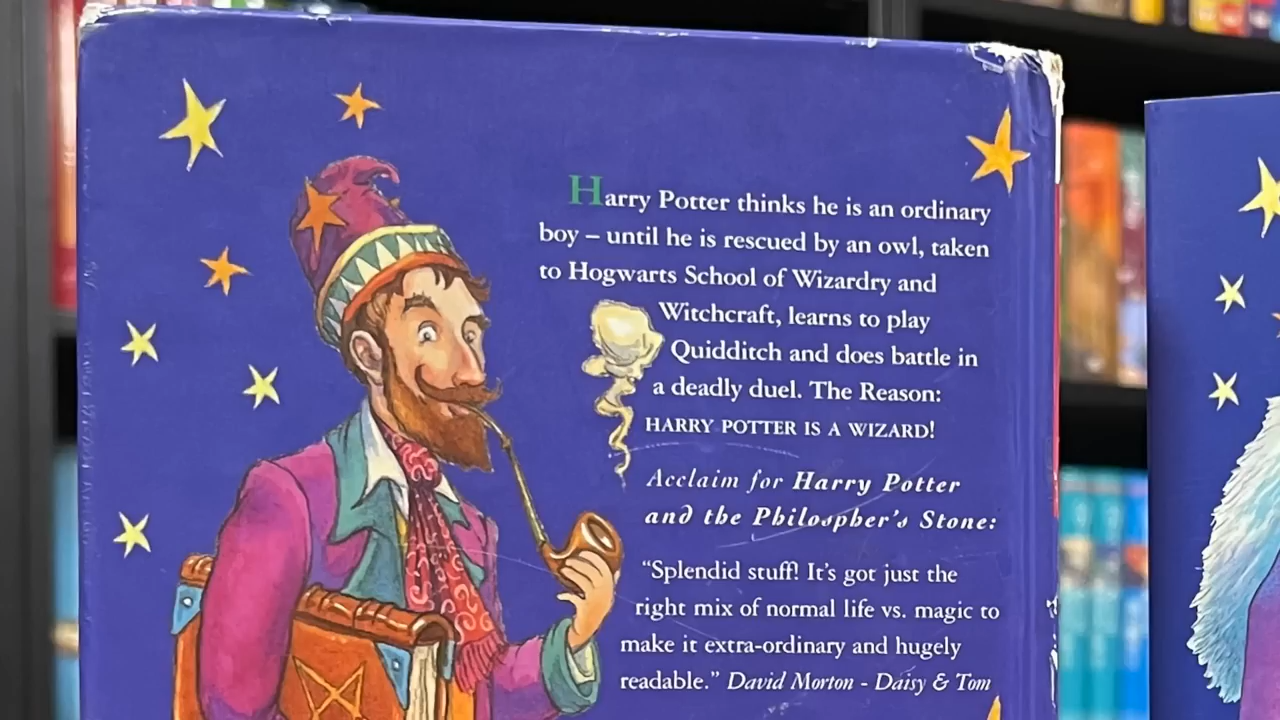 Harry Potter thinks he is an ordinary
boy – until he is rescued by an owl, taken
to Hogwarts School of Wizardry and
Witchcraft, learns to play
Quidditch and does battle in
a deadly duel. The Reason:
HARRY POTTER IS A WIZARD!
Acclaim for Harry Potter
and the Philospher's Stone:
“Splendid stuff! It's got just the
right mix of normal life vs. magic to
make it extra-ordinary and hugely
readable.” David Morton - Daisy & Tom